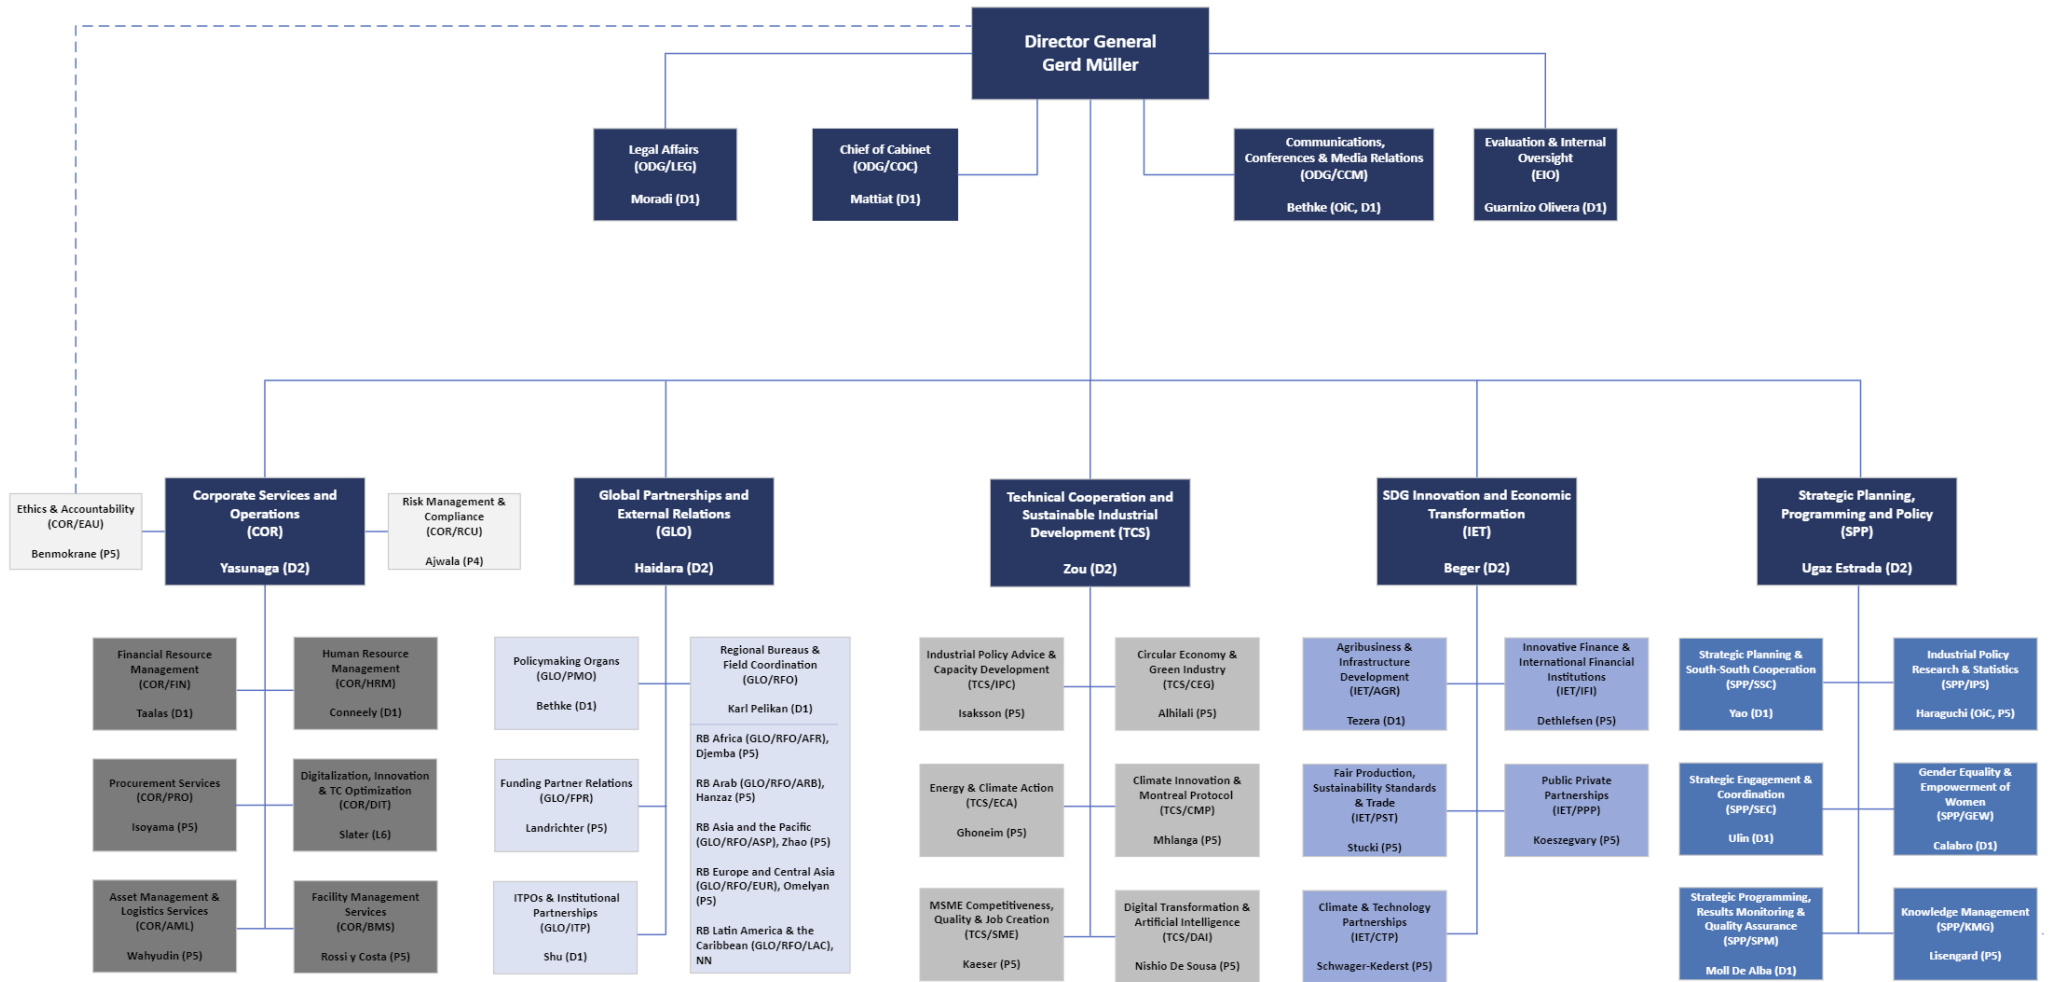 Director General
Gerd Müller
Legal Affairs
(ODG/LEG)
Moradi (D1)
Chief of Cabinet
(ODG/COC)
Mattiat (D1)
Communications,
Conferences & Media Relations
(ODG/CCM)
Bethke (OiC, D1)
Evaluation & Internal
Oversight
(EIO)
Guarnizo Olivera (D1)
Ethics & Accountability
(COR/EAU)
Benmokrane (P5)
Corporate Services and
Operations
(COR)
Yasunaga (D2)
Risk Management &
Compliance
(COR/RCU)
Ajwala (P4)
Global Partnerships and
External Relations
(GLO)
Haidara (D2)
Technical Cooperation and
Sustainable Industrial
Development (TCS)
Zou (D2)
SDG Innovation and Economic
Transformation
(IET)
Beger (D2)
Strategic Planning,
Programming and Policy
(SPP)
Ugaz Estrada (D2)
Financial Resource
Management
(COR/FIN)
Taalas (D1)
Human Resource
Management
(COR/HRM)
Conneely (D1)
Procurement Services
(COR/PRO)
Isoyama (P5)
Digitalization, Innovation
& TC Optimization
(COR/DIT)
Slater (L6)
Asset Management &
Logistics Services
(COR/AML)
Wahyudin (P5)
Facility Management
Services
(COR/BMS)
Rossi y Costa (P5)
Policymaking Organs
(GLO/PMO)
Bethke (D1)
Funding Partner Relations
(GLO/FPR)
Landrichter (P5)
ITPOs & Institutional
Partnerships
(GLO/ITP)
Shu (D1)
Regional Bureaus &
Field Coordination
(GLO/RFO)
Karl Pelikan (D1)
RB Africa (GLO/RFO/AFR),
Djemba (P5)
RB Arab (GLO/RFO/ARB),
Hanzaz (P5)
RB Asia and the Pacific
(GLO/RFO/ASP), Zhao (P5)
RB Europe and Central Asia
(GLO/RFO/EUR), Omelyan
(P5)
RB Latin America & the
Caribbean (GLO/RFO/LAC),
NN
Industrial Policy Advice
& Capacity Development
(TCS/IPC)
Isaksson (P5)
Circular Economy &
Green Industry
(TCS/CEG)
Alhilali (P5)
Energy & Climate Action
(TCS/ECA)
Ghoneim (P5)
Climate Innovation &
Montreal Protocol
(TCS/CMP)
Mhlanga (P5)
MSME Competitiveness,
Quality & Job Creation
(TCS/SME)
Kaeser (P5)
Digital Transformation &
Artificial Intelligence
(TCS/DAI)
Nishio De Sousa (P5)
Agribusiness &
Infrastructure
Development
(IET/AGR)
Tezera (D1)
Innovative Finance &
International Financial
Institutions
(IET/IFI)
Dethlefsen (P5)
Fair Production,
Sustainability Standards
& Trade
(IET/PST)
Stucki (P5)
Public Private
Partnerships
(IET/PPP)
Koeszegvary (P5)
Climate & Technology
Partnerships
(IET/CTP)
Schwager-Kederst (P5)
Strategic Planning &
South-South Cooperation
(SPP/SSC)
Yao (D1)
Industrial Policy
Research & Statistics
(SPP/IPS)
Haraguchi (OiC, P5)
Strategic Engagement &
Coordination
(SPP/SEC)
Ulin (D1)
Gender Equality &
Empowerment of
Women
(SPP/GEW)
Calabro (D1)
Strategic Programming,
Results Monitoring &
Quality Assurance
(SPP/SPM)
Moll De Alba (D1)
Knowledge Management
(SPP/KMG)
Lisengard (P5)